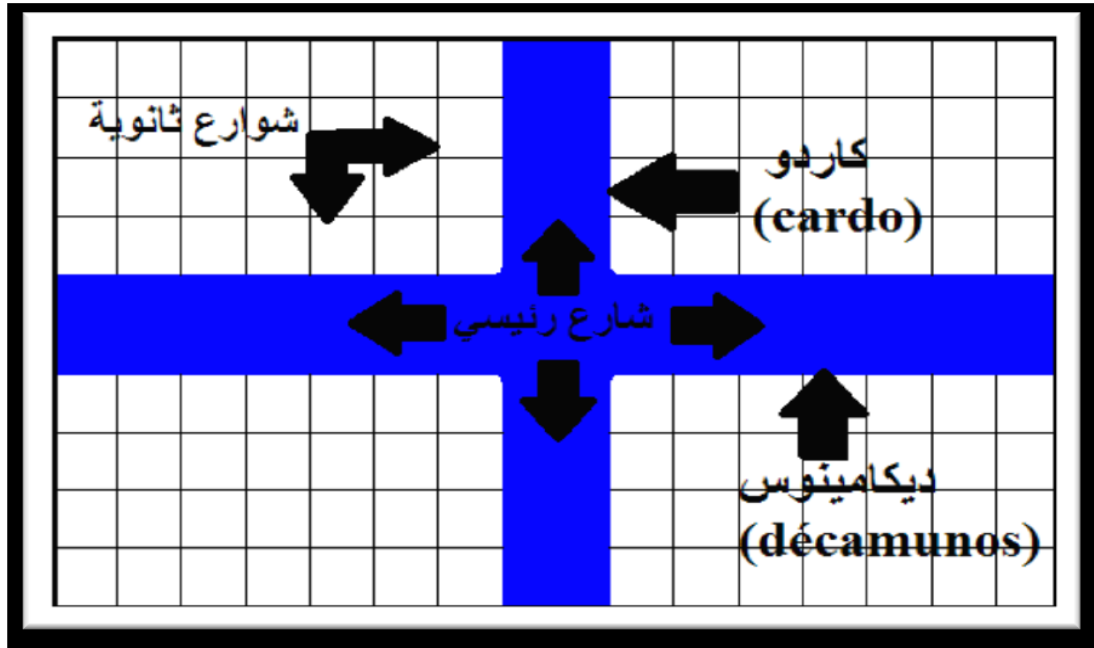 شوارع ثانوية
كاردو
(cardo)
شارع رئيسي
ديكامينوس
(décamunos)